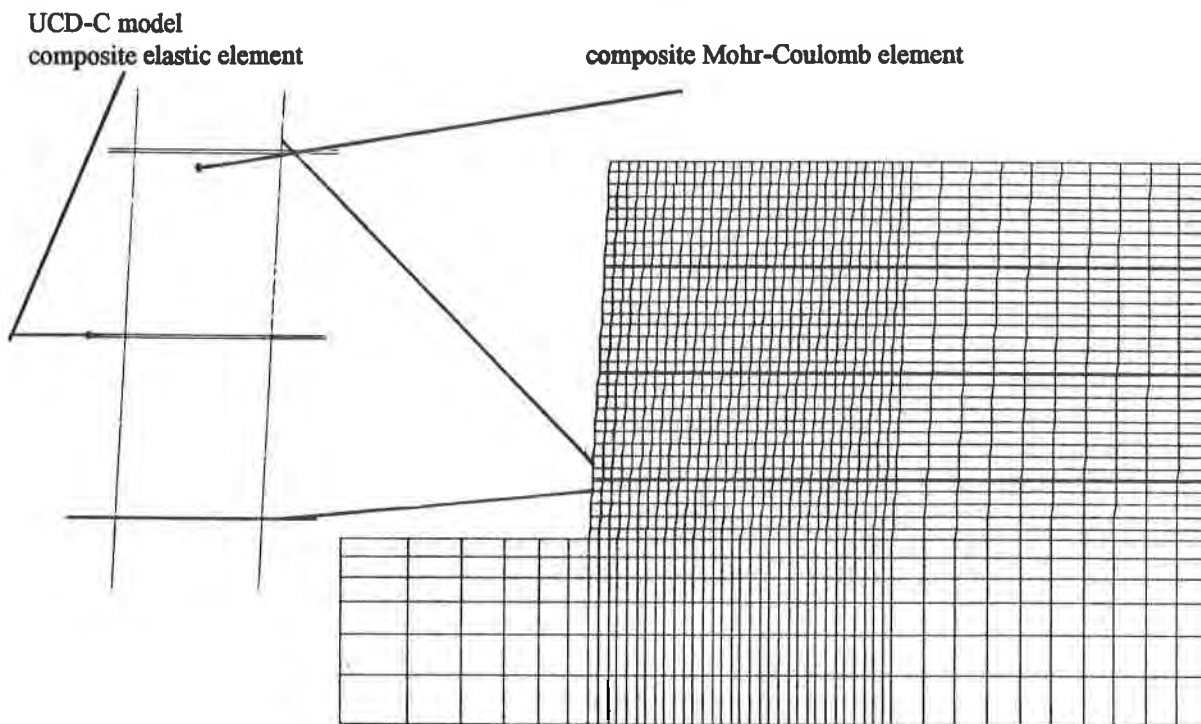 UCD-C model
composite elastic element
composite Mohr-Coulomb element